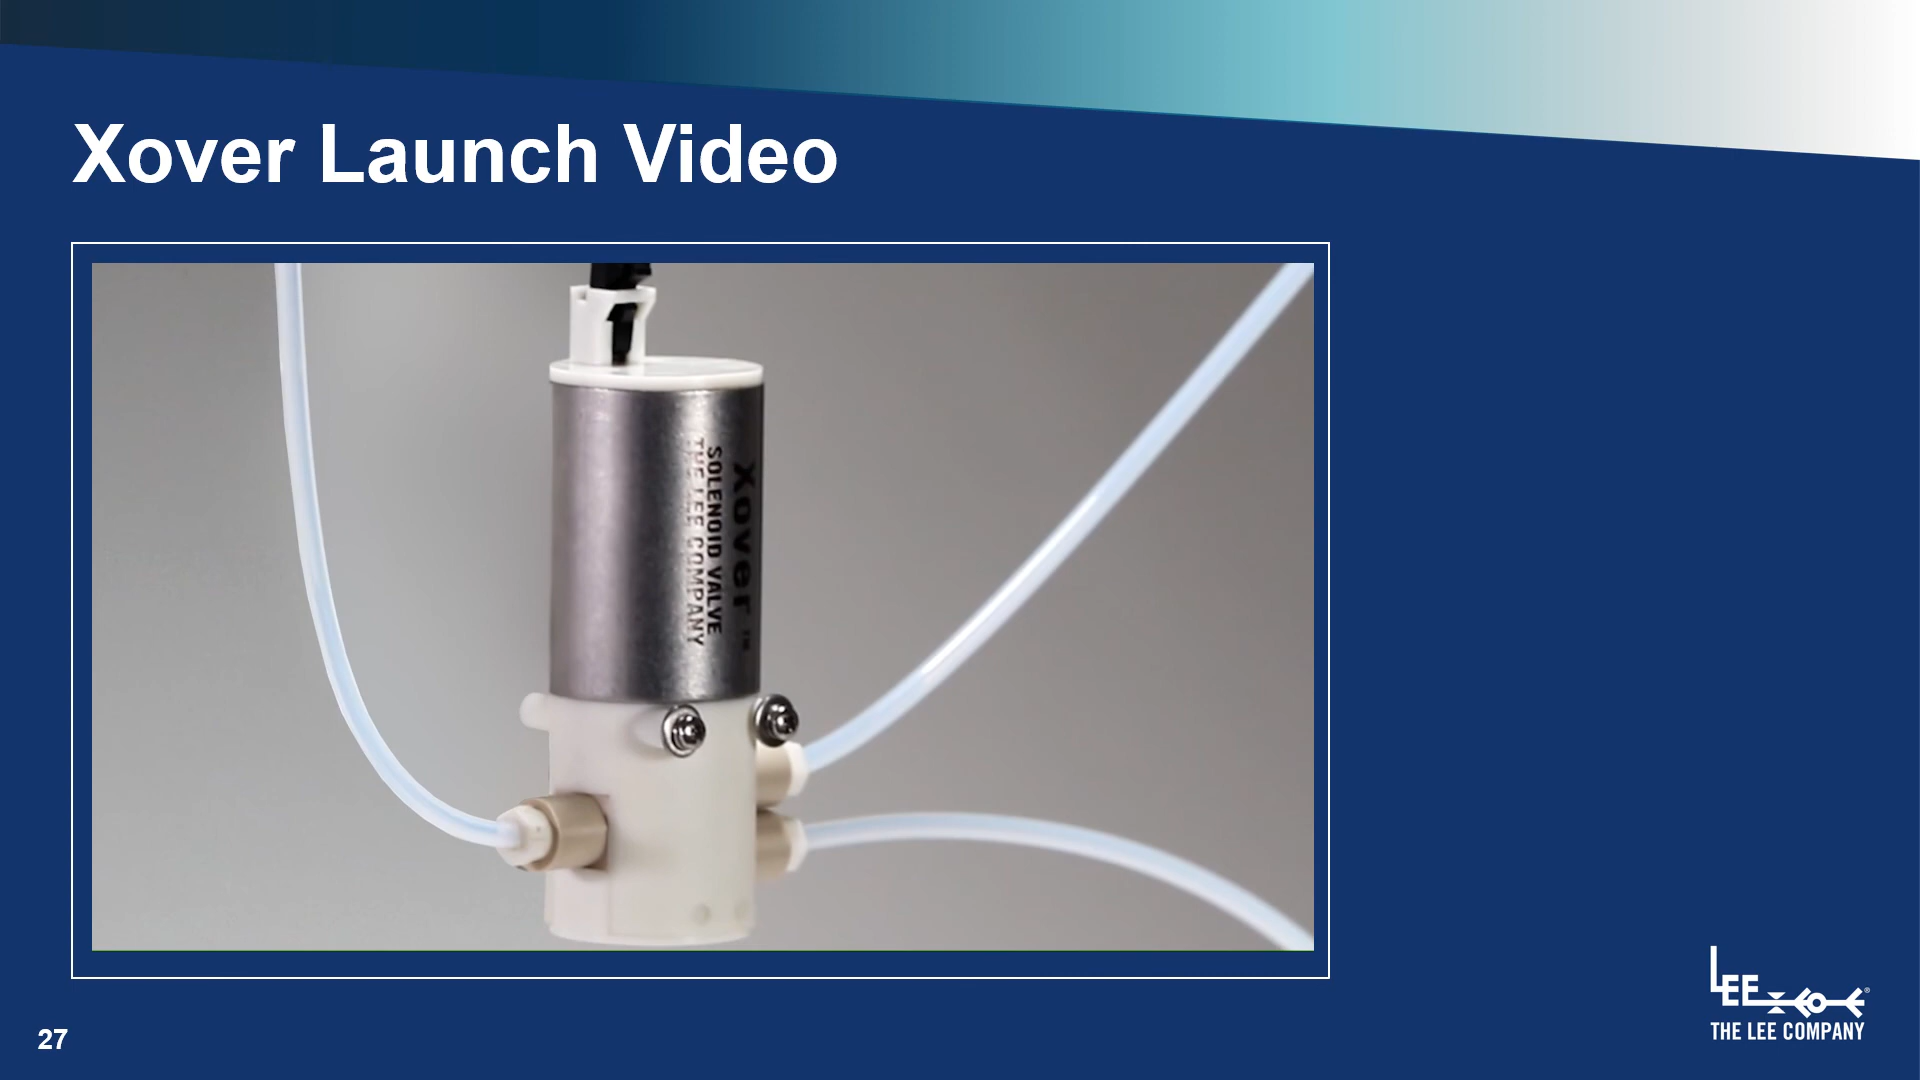 Xover Launch Video
Xover™
SOLENOID VALVE
THE LEE COMPANY
27
LEE®
THE LEE COMPANY